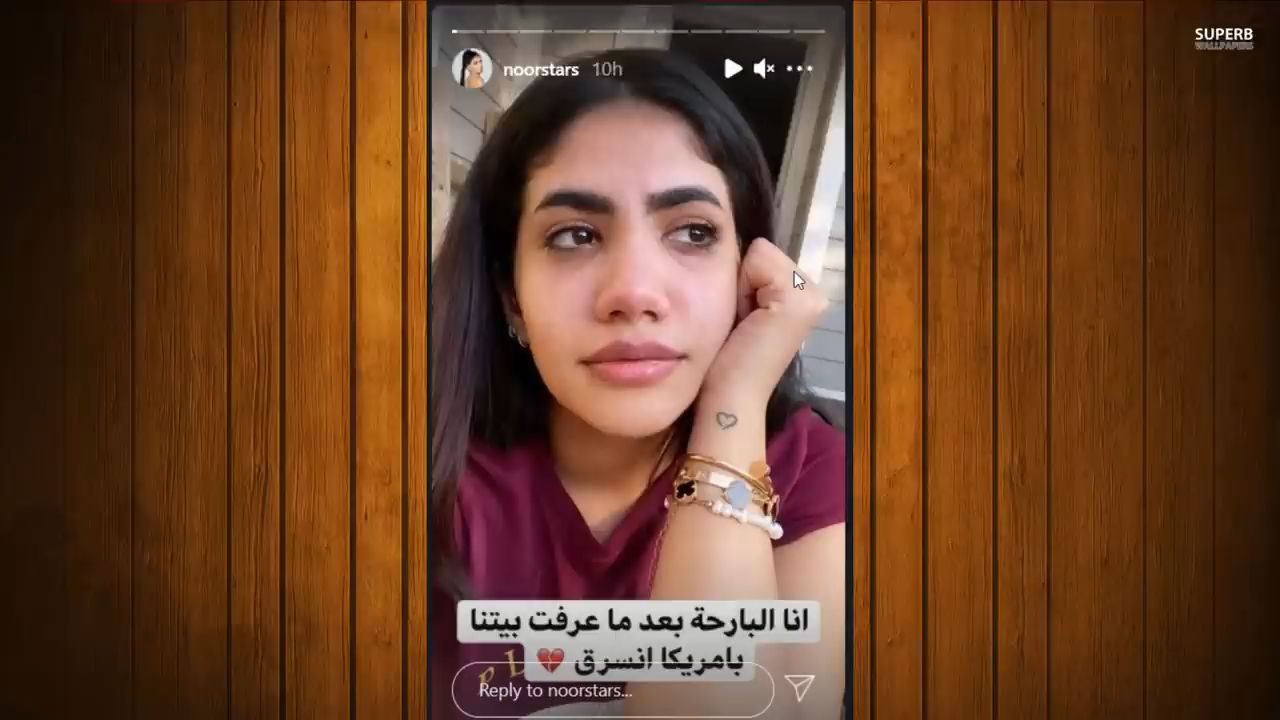 SUPERB
WALLPAPERS
noorstars 10h
انا البارحة بعد ما عرفت بيتنا
بامريكا انسرق 💔
Reply to noorstars...